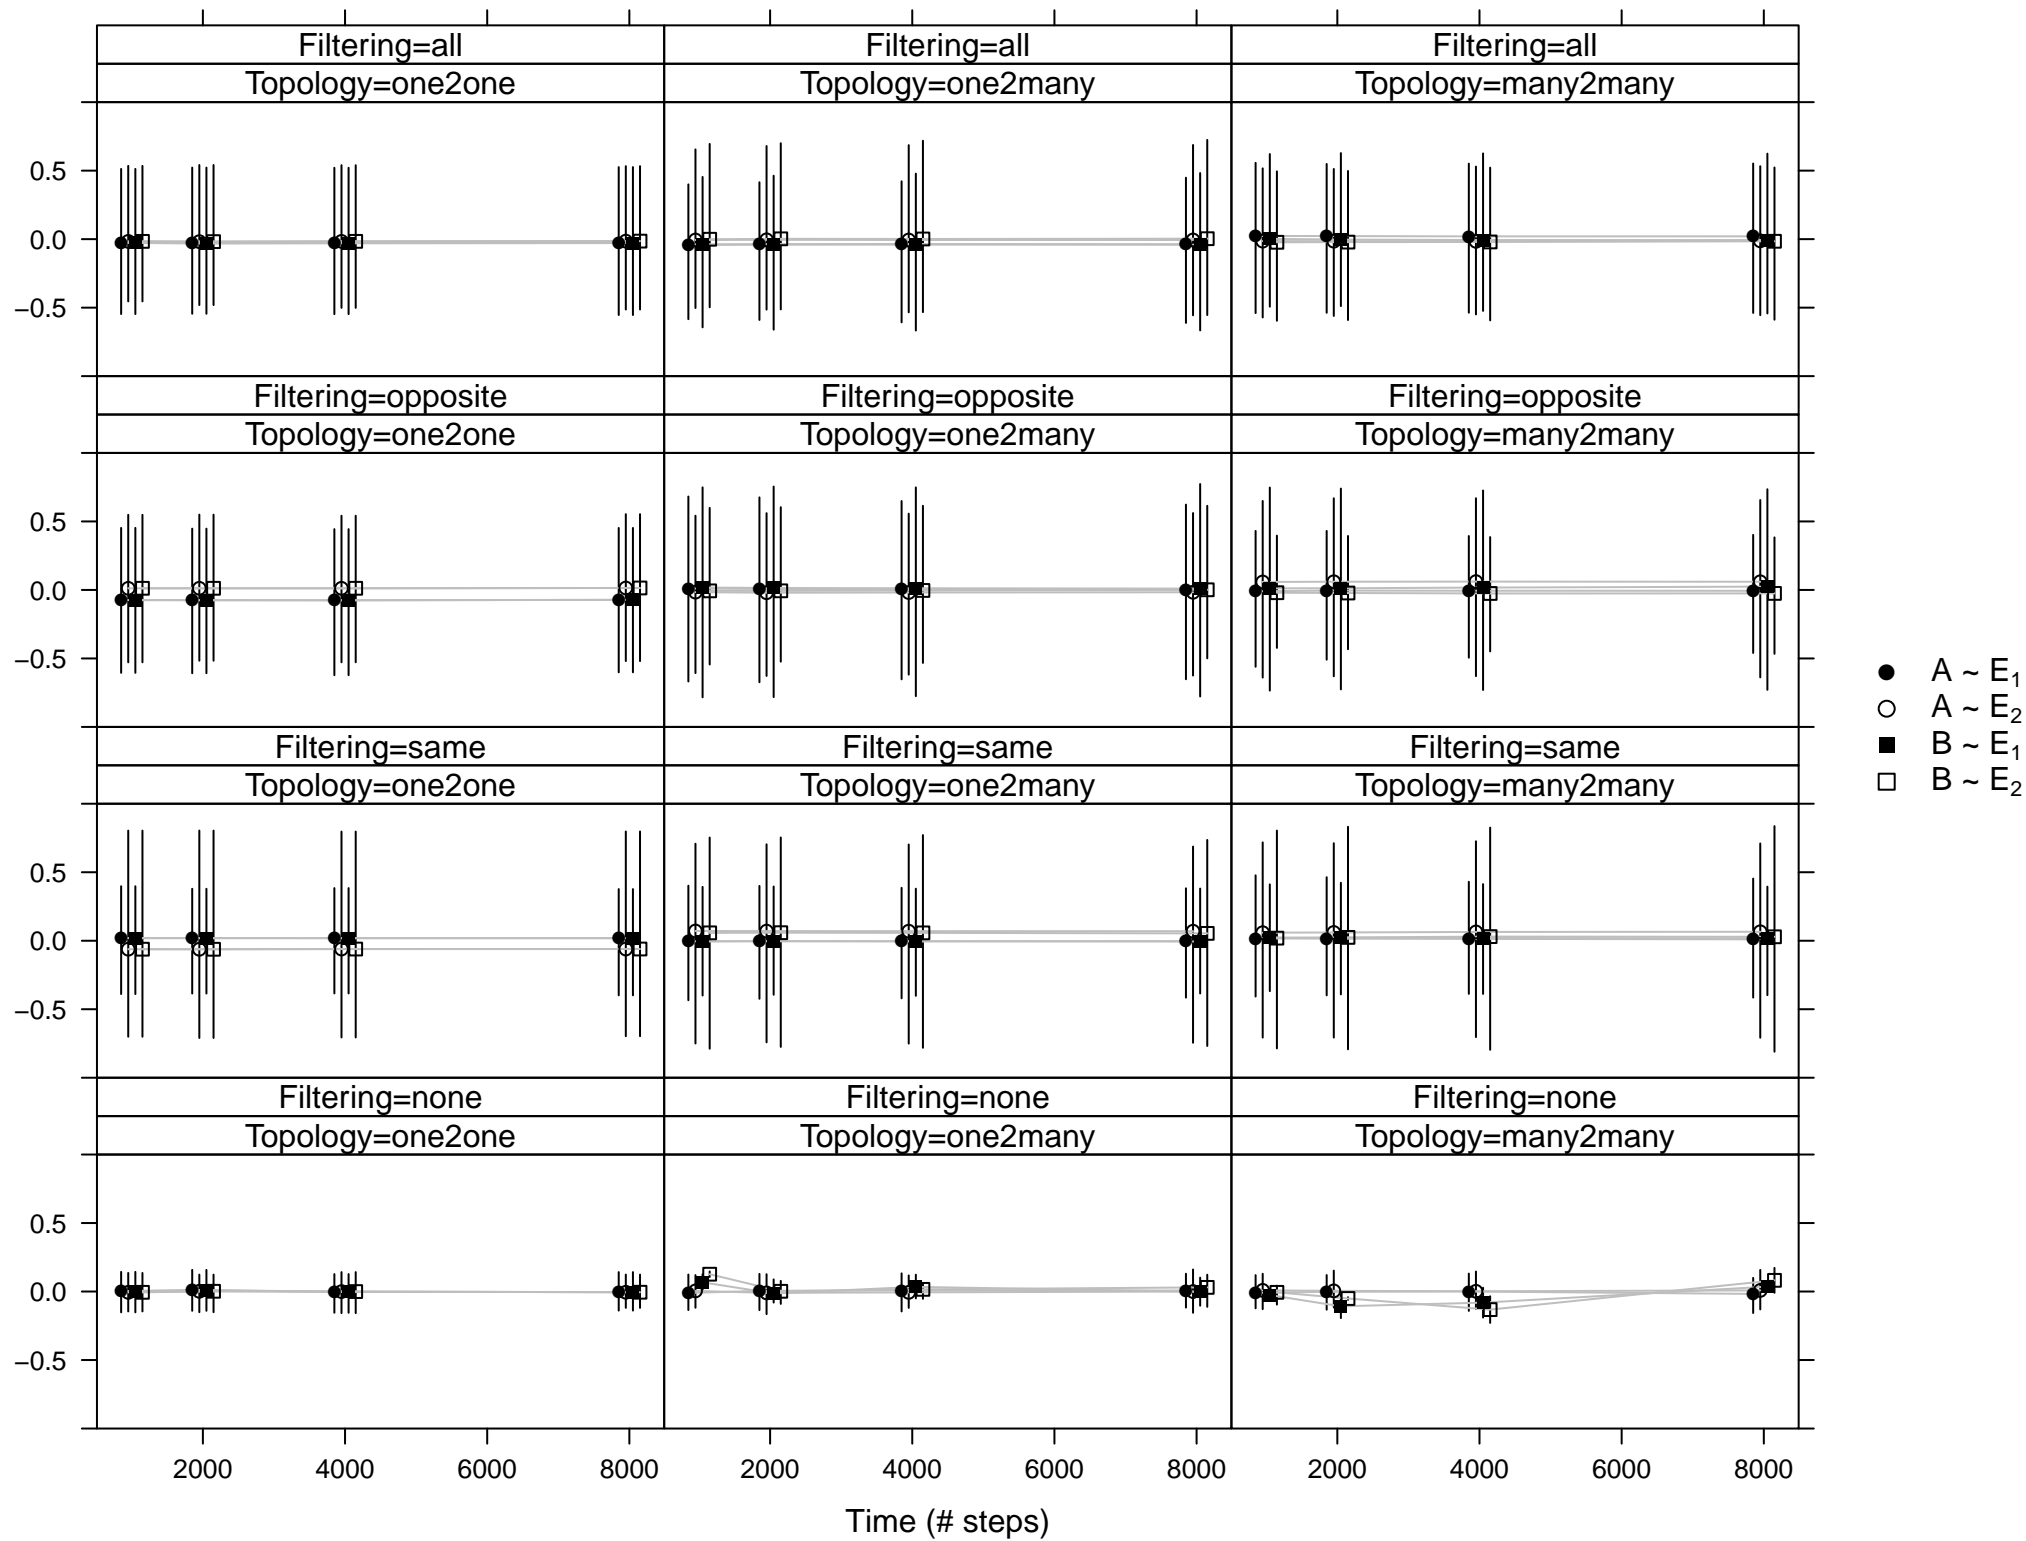 Filtering=all Filtering=all Filtering=all
Topology=one2one Topology=one2many Topology=many2many
0.5
0.0
−0.5
Filtering=opposite Filtering=opposite Filtering=opposite
Topology=one2one Topology=one2many Topology=many2many
0.5
0.0
−0.5
Filtering=same Filtering=same Filtering=same
Topology=one2one Topology=one2many Topology=many2many
0.5
0.0
−0.5
Filtering=none Filtering=none Filtering=none
Topology=one2one Topology=one2many Topology=many2many
0.5
0.0
−0.5
2000 4000 6000 8000 2000 4000 6000 8000 2000 4000 6000 8000
Time (# steps)
A ~ E₁
A ~ E₂
B ~ E₁
B ~ E₂